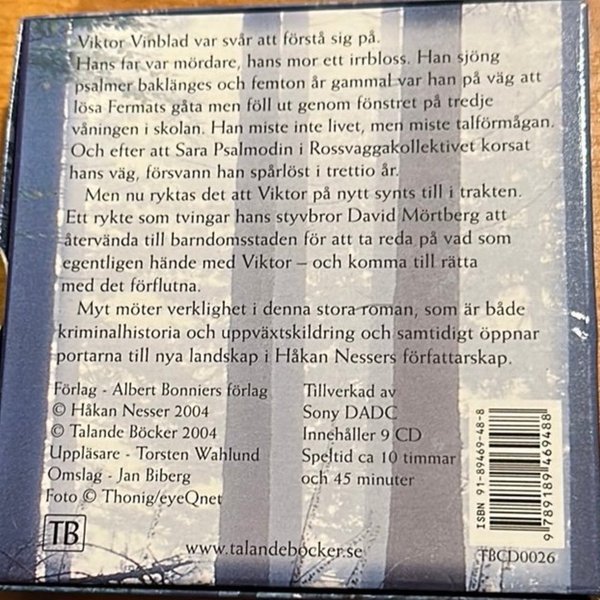 Viktor Vinblad var svår att förstå sig på.
Hans far var mördare, hans mor ett irrbloss. Han sjöng
psalmer baklänges och femton år gammal var han på väg att
lösa Fermats gåta men föll ut genom fönstret på tredje
våningen i skolan. Han miste inte livet, men miste talförmågan.
Och efter att Sara Psalmodin i Rossvaggakollektivet korsat
hans väg, försvann han spårlöst i trettio år.
Men nu ryktas det att Viktor på nytt synts till i trakten.
Ett rykte som tvingar hans styvbror David Mörtberg att
återvända till barndomsstaden för att ta reda på vad som
egentligen hände med Viktor – och komma till rätta
med det förflutna.
Myt möter verklighet i denna stora roman, som är både
kriminalhistoria och uppväxtskildring och samtidigt öppnar
portarna till nya landskap i Håkan Nessers författarskap.
Förlag - Albert Bonniers förlag
© Håkan Nesser 2004
© Talande Böcker 2004
Uppläsare - Torsten Wahlund
Omslag - Jan Biberg
Foto © Thonig/eyeQnet
Tillverkad av
Sony DADC
Innehåller 9 CD
Speltid ca 10 timmar
och 45 minuter
ISBN 91-89469-48-8
9 789189 469488
TB
www.talandeböcker.se
TBCD0026